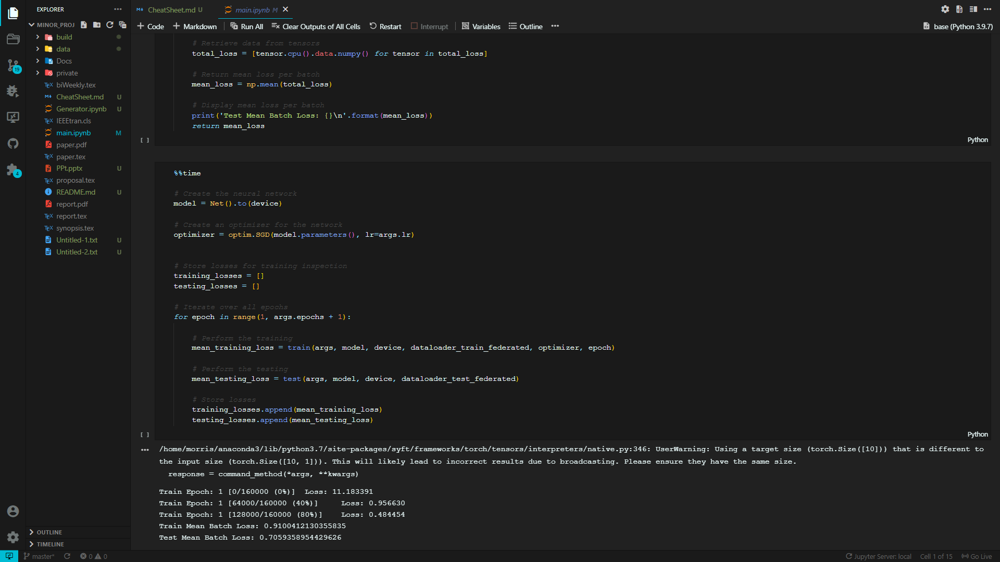 EXPLORER
MINOR_PROJ
build
data
Docs
private
biWeekly.tex
CheatSheet.md U
Generator.ipynb U
IEEEtran.cls
main.ipynb M
paper.pdf
paper.tex
PPt.pptx U
proposal.tex
README.md U
report.pdf
report.tex
synopsis.tex
Untitled-1.txt U
Untitled-2.txt U
OUTLINE
TIMELINE
19
4
CheatSheet.md U main.ipynb M
Code Markdown Run All Clear Outputs of All Cells Restart Interrupt Variables Outline base (Python 3.9.7)
# Retrieve data from tensors
total_loss = [tensor.cpu().data.numpy() for tensor in total_loss]
# Return mean loss per batch
mean_loss = np.mean(total_loss)
# Display mean loss per batch
print('Test Mean Batch Loss: {}\n'.format(mean_loss))
return mean_loss
[ ]
Python
%%time
# Create the neural network
model = Net().to(device)
# Create an optimizer for the network
optimizer = optim.SGD(model.parameters(), lr=args.lr)
# Store losses for training inspection
training_losses = []
testing_losses = []
# Iterate over all epochs
for epoch in range(1, args.epochs + 1):
# Perform the training
mean_training_loss = train(args, model, device, dataloader_train_federated, optimizer, epoch)
# Perform the testing
mean_testing_loss = test(args, model, device, dataloader_test_federated)
# Store losses
training_losses.append(mean_training_loss)
testing_losses.append(mean_testing_loss)
[ ]
Python
/home/morris/anaconda3/lib/python3.7/site-packages/syft/frameworks/torch/tensors/interpreters/native.py:346: UserWarning: Using a target size (torch.Size([10])) that is different to
the input size (torch.Size([10, 1])). This will likely lead to incorrect results due to broadcasting. Please ensure they have the same size.
response = command_method(*args, **kwargs)
Train Epoch: 1 [0/160000 (0%)] Loss: 11.183391
Train Epoch: 1 [64000/160000 (40%)] Loss: 0.956630
Train Epoch: 1 [128000/160000 (80%)] Loss: 0.484454
Train Mean Batch Loss: 0.9100412130355835
Test Mean Batch Loss: 0.7059358954429626
master* 0 0 Jupyter Server: local Cell 1 of 15 Go Live